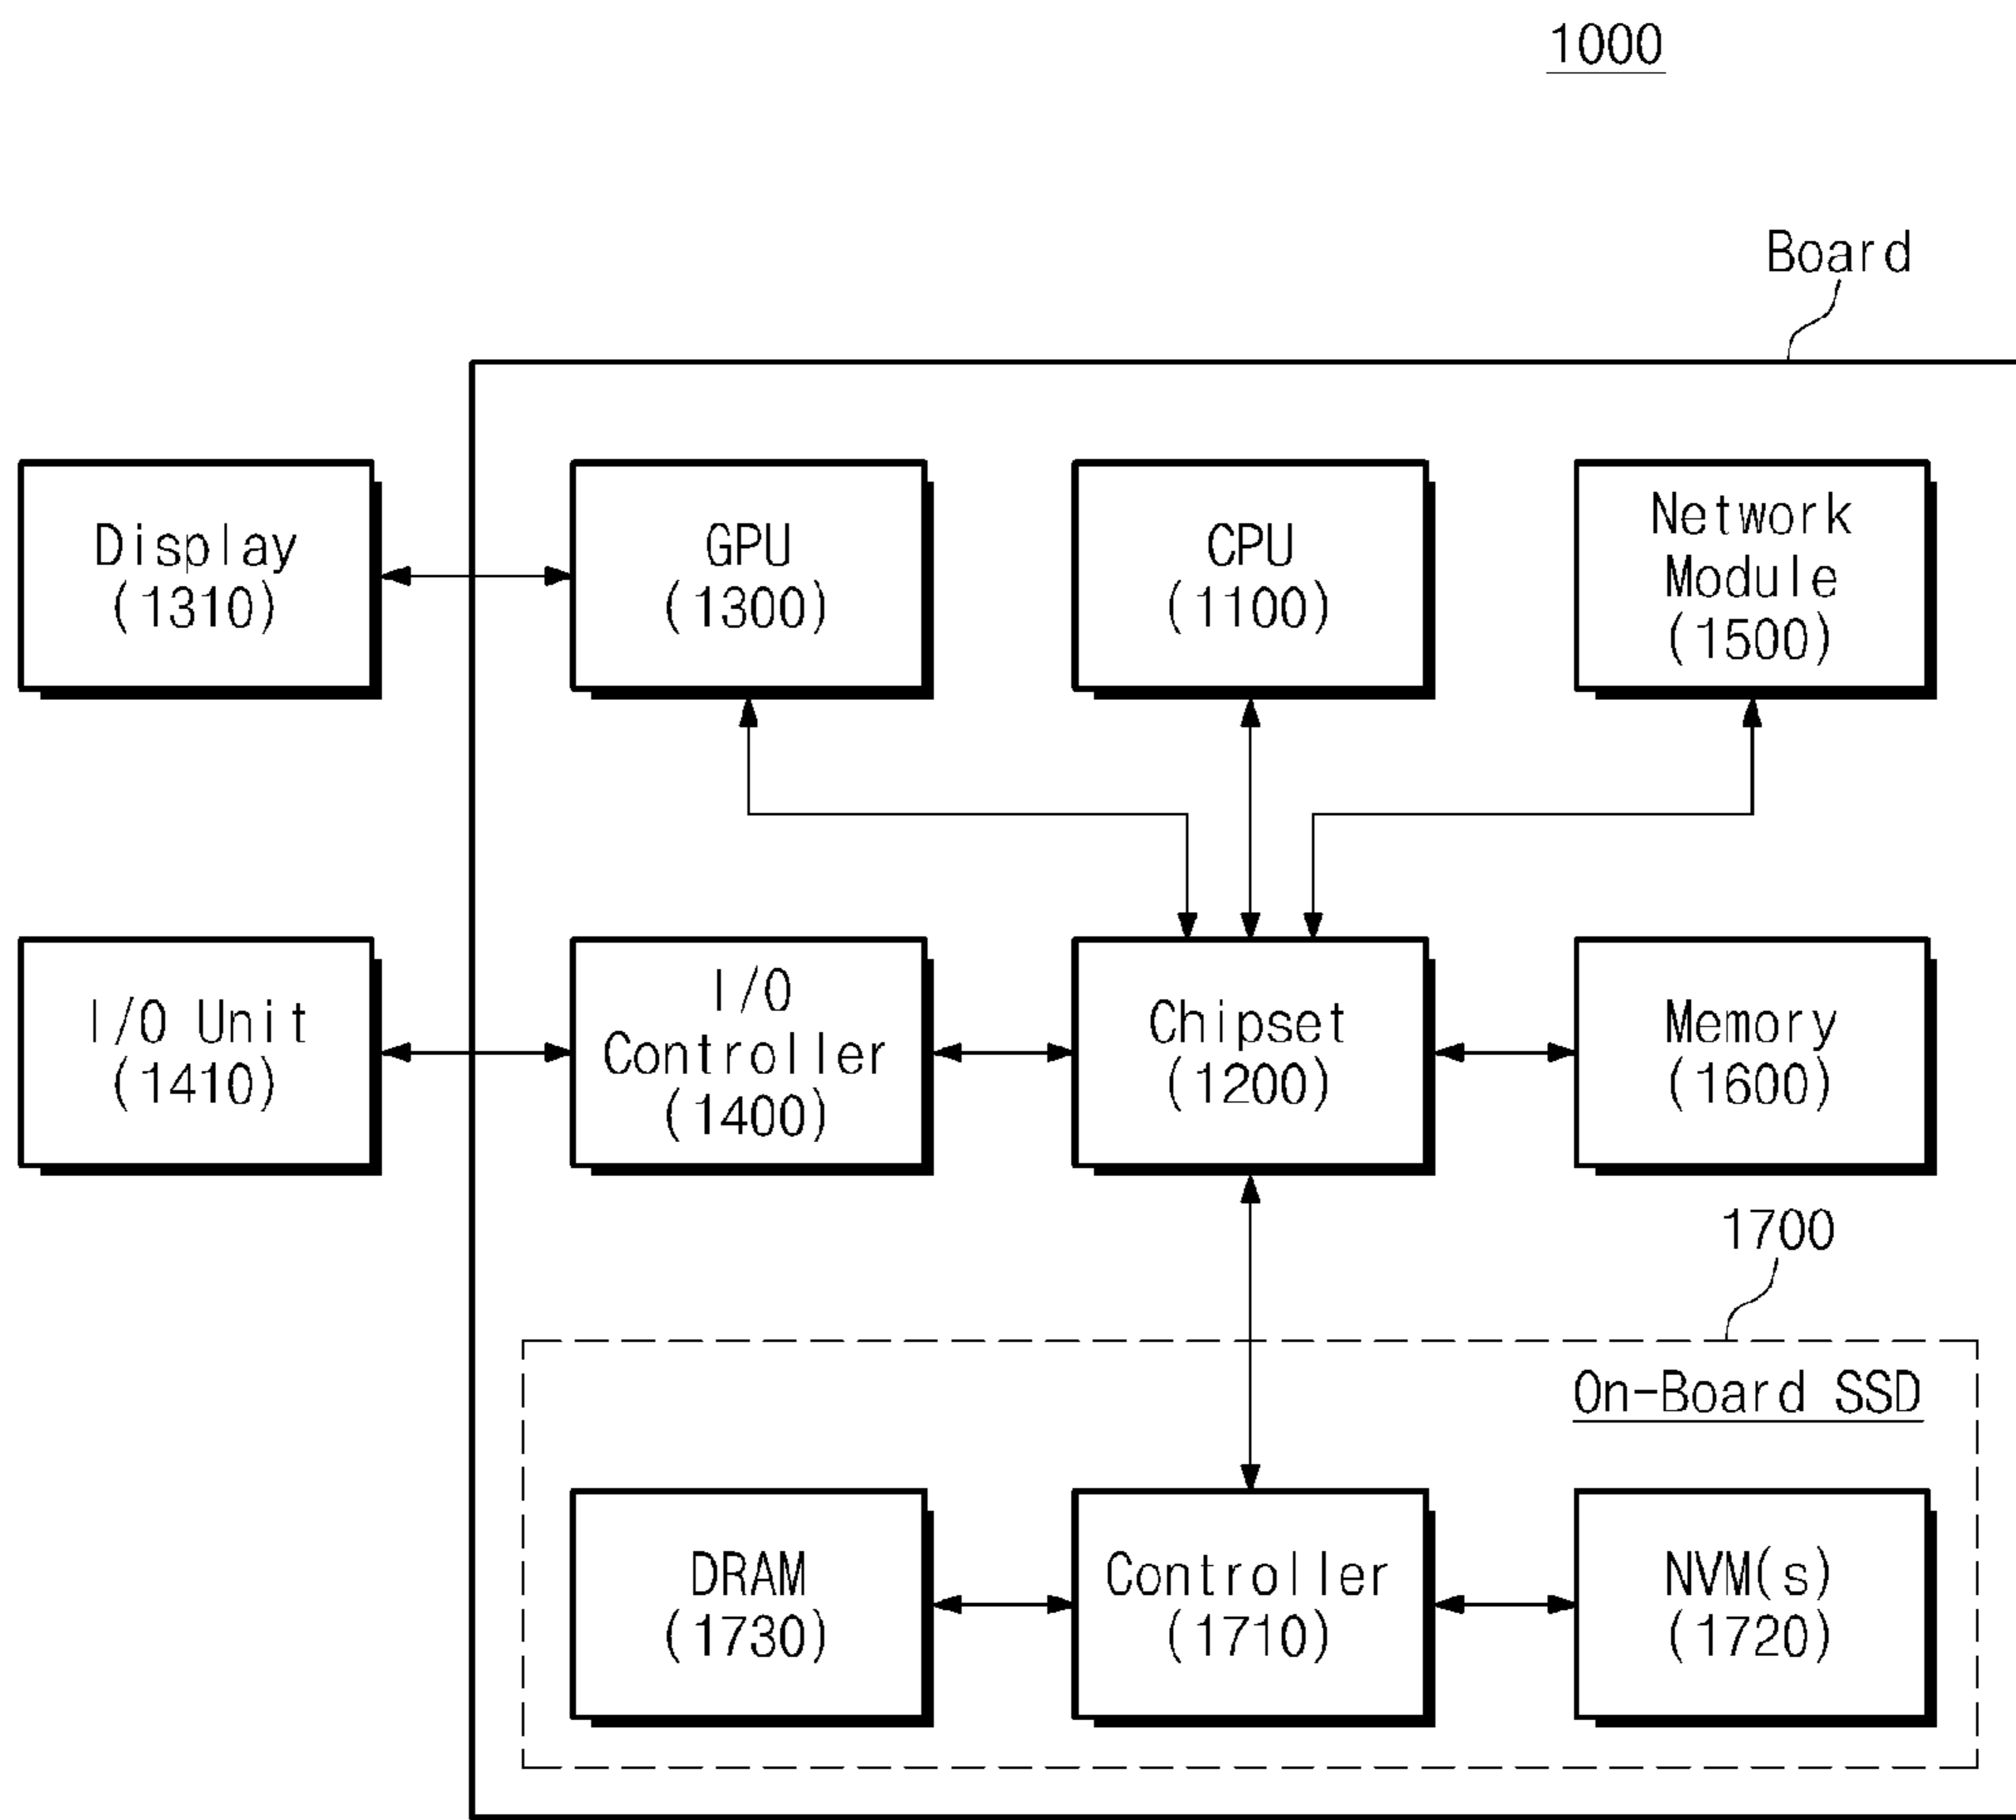 1000
Board
Display
(1310)
GPU
(1300)
CPU
(1100)
Network
Module
(1500)
I/O Unit
(1410)
I/O
Controller
(1400)
Chipset
(1200)
Memory
(1600)
1700
On-Board SSD
DRAM
(1730)
Controller
(1710)
NVM(s)
(1720)